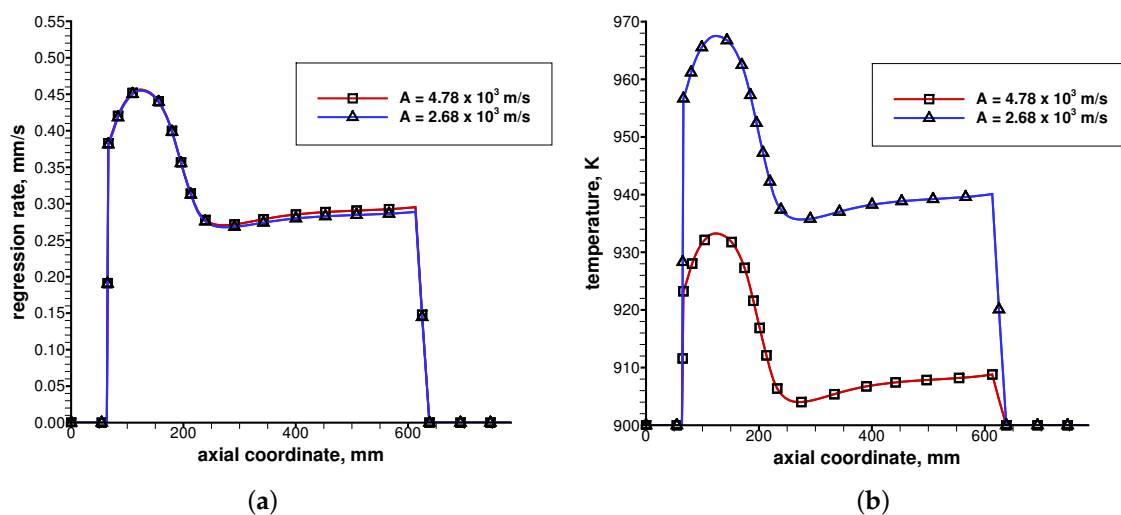 0.55
0.50
0.45
0.40
0.35
0.30
0.25
0.20
0.15
0.10
0.05
0.00
regression rate, mm/s
A = 4.78 x 10³ m/s
A = 2.68 x 10³ m/s
0 200 400 600
axial coordinate, mm
(a)
970
960
950
940
930
920
910
900
temperature, K
A = 4.78 x 10³ m/s
A = 2.68 x 10³ m/s
0 200 400 600
axial coordinate, mm
(b)